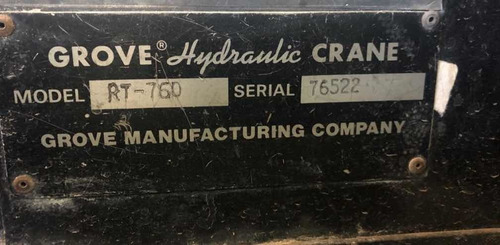 GROVE® Hydraulic CRANE
MODEL RT-760 SERIAL 76522
GROVE MANUFACTURING COMPANY